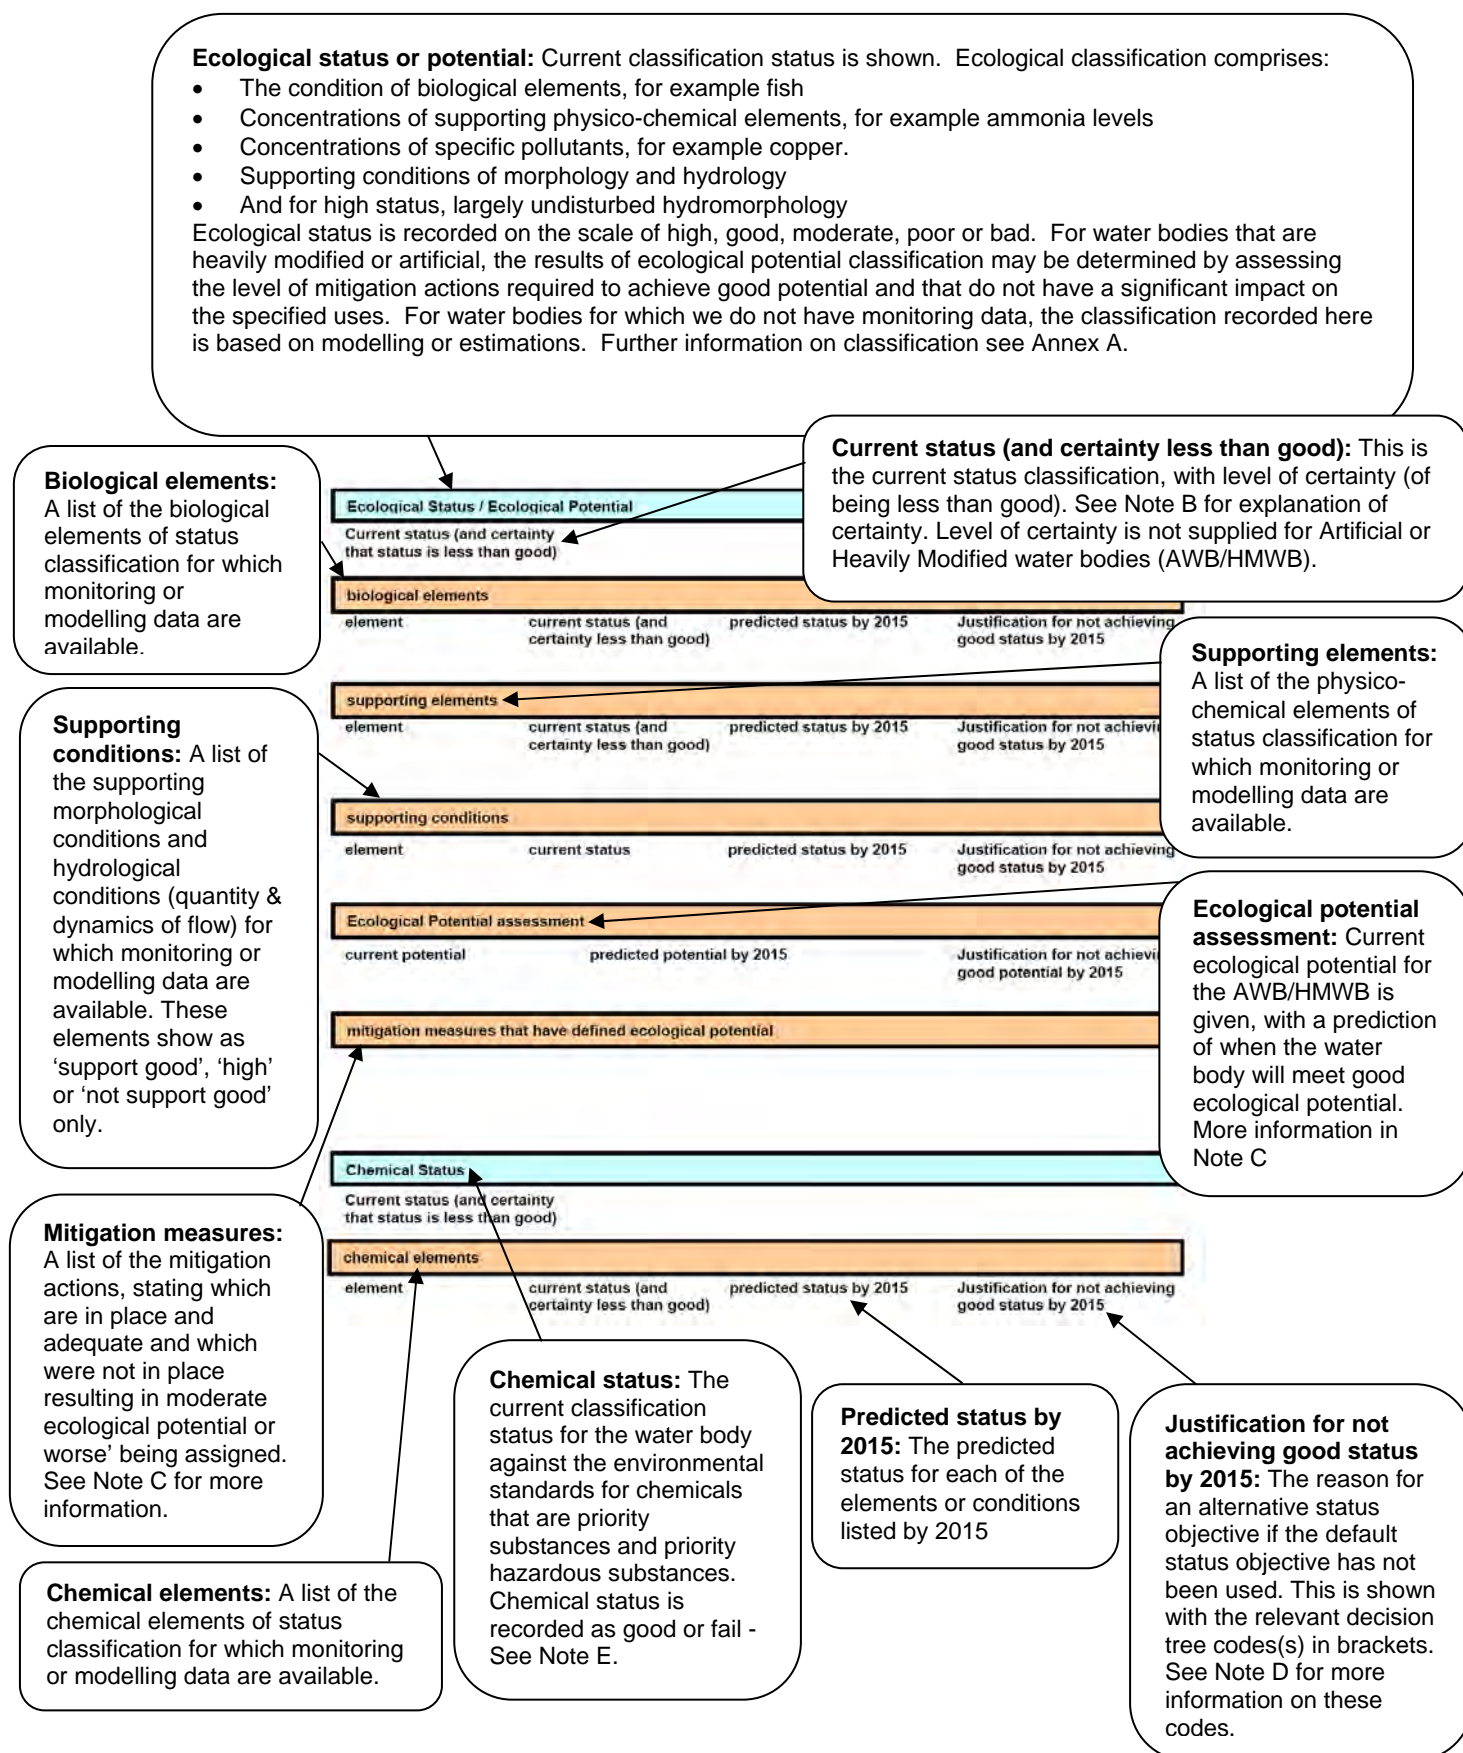 Ecological status or potential: Current classification status is shown.  Ecological classification comprises:
• The condition of biological elements, for example fish
• Concentrations of supporting physico-chemical elements, for example ammonia levels
• Concentrations of specific pollutants, for example copper.
• Supporting conditions of morphology and hydrology
• And for high status, largely undisturbed hydromorphology
Ecological status is recorded on the scale of high, good, moderate, poor or bad.  For water bodies that are
heavily modified or artificial, the results of ecological potential classification may be determined by assessing
the level of mitigation actions required to achieve good potential and that do not have a significant impact on
the specified uses.  For water bodies for which we do not have monitoring data, the classification recorded here
is based on modelling or estimations.  Further information on classification see Annex A.
Current status (and certainty less than good): This is
the current status classification, with level of certainty (of
being less than good). See Note B for explanation of
certainty. Level of certainty is not supplied for Artificial or
Heavily Modified water bodies (AWB/HMWB).
Biological elements:
A list of the biological
elements of status
classification for which
monitoring or
modelling data are
available.
Ecological Status / Ecological Potential
Current status (and certainty
that status is less than good)
biological elements
element current status (and predicted status by 2015 Justification for not achieving
certainty less than good) good status by 2015
supporting elements
element current status (and predicted status by 2015 Justification for not achievi
certainty less than good) good status by 2015
Supporting elements:
A list of the physico-
chemical elements of
status classification for
which monitoring or
modelling data are
available.
Supporting
conditions: A list of
the supporting
morphological
conditions and
hydrological
conditions (quantity &
dynamics of flow) for
which monitoring or
modelling data are
available. These
elements show as
‘support good’, ‘high’
or ‘not support good’
only.
supporting conditions
element current status predicted status by 2015 Justification for not achieving
good status by 2015
Ecological Potential assessment
current potential predicted potential by 2015 Justification for not achievi
good potential by 2015
Ecological potential
assessment: Current
ecological potential for
the AWB/HMWB is
given, with a prediction
of when the water
body will meet good
ecological potential.
More information in
Note C
mitigation measures that have defined ecological potential
Chemical Status
Current status (and certainty
that status is less than good)
chemical elements
element current status (and predicted status by 2015 Justification for not achieving
certainty less than good) good status by 2015
Mitigation measures:
A list of the mitigation
actions, stating which
are in place and
adequate and which
were not in place
resulting in moderate
ecological potential or
worse’ being assigned.
See Note C for more
information.
Chemical elements: A list of the
chemical elements of status
classification for which monitoring
or modelling data are available.
Chemical status: The
current classification
status for the water body
against the environmental
standards for chemicals
that are priority
substances and priority
hazardous substances.
Chemical status is
recorded as good or fail -
See Note E.
Predicted status by
2015: The predicted
status for each of the
elements or conditions
listed by 2015
Justification for not
achieving good status
by 2015: The reason for
an alternative status
objective if the default
status objective has not
been used. This is shown
with the relevant decision
tree codes(s) in brackets.
See Note D for more
information on these
codes.